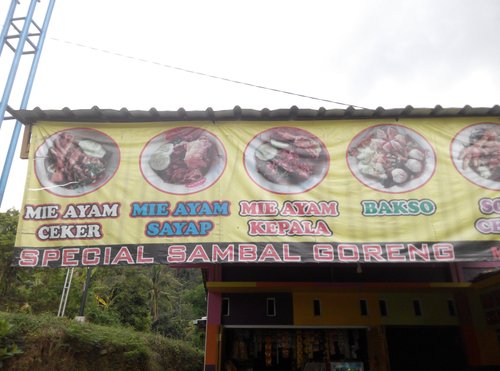 MIE AYAM
CEKER
MIE AYAM
SAYAP
MIE AYAM
KEPALA
BAKSO
SPECIAL SAMBAL GORENG